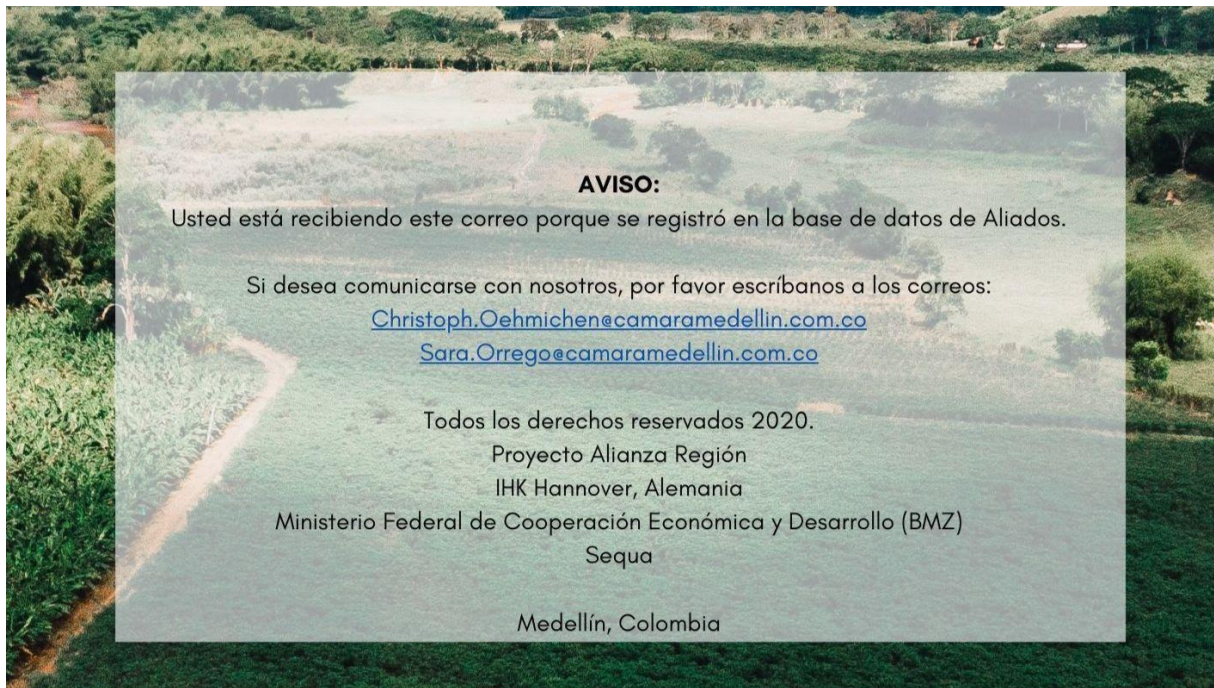 AVISO:
Usted está recibiendo este correo porque se registró en la base de datos de Aliados.
Si desea comunicarse con nosotros, por favor escríbanos a los correos:
Christoph.Oehmichen@camaramedellin.com.co
Sara.Orrego@camaramedellin.com.co
Todos los derechos reservados 2020.
Proyecto Alianza Región
IHK Hannover, Alemania
Ministerio Federal de Cooperación Económica y Desarrollo (BMZ)
Sequa
Medellín, Colombia